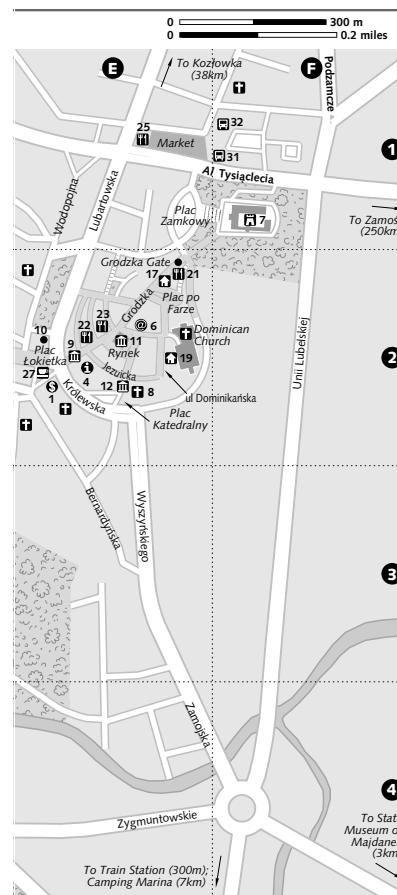 0 300 m
0 0.2 miles
E
F
To Kozłówka
(38km)
Podzamcze
32
25
Market
31
1
Al Tysiąclecia
Wodopojna
Lubartowska
Plac
Zamkowy
7
To Zamoś
(250km
Grodzka Gate
17
21
Grodzka
Plac po
Farze
23
6
10
22
Dominican
Church
Plac
Łokietka
9
11
Rynek
2
Unii Lubelskiej
27
4
Jezuicka
19
1
12
8
ul Dominikańska
Królewska
Plac
Katedralny
Bernardyńska
Wyszyńskiego
3
Zamojska
4
Zygmuntowskie
To Stat
Museum o
Majdane
(3km
To Train Station (300m);
Camping Marina (7km)